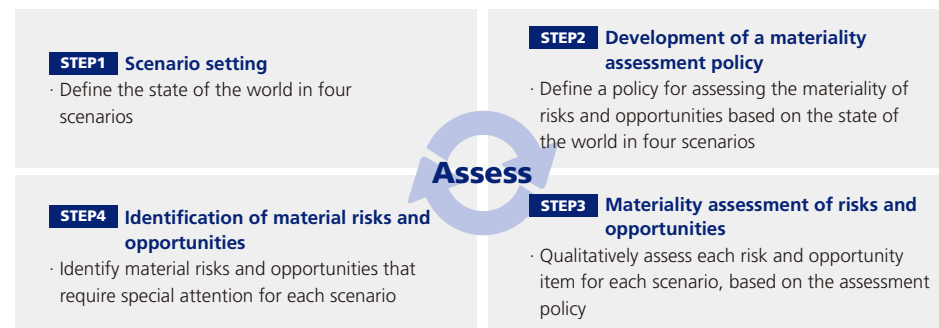 STEP1 Scenario setting
· Define the state of the world in four
scenarios
STEP2 Development of a materiality
assessment policy
· Define a policy for assessing the materiality of
risks and opportunities based on the state of
the world in four scenarios
Assess
STEP3 Materiality assessment of risks and
opportunities
· Qualitatively assess each risk and opportunity
item for each scenario, based on the assessment
policy
STEP4 Identification of material risks and
opportunities
· Identify material risks and opportunities that
require special attention for each scenario